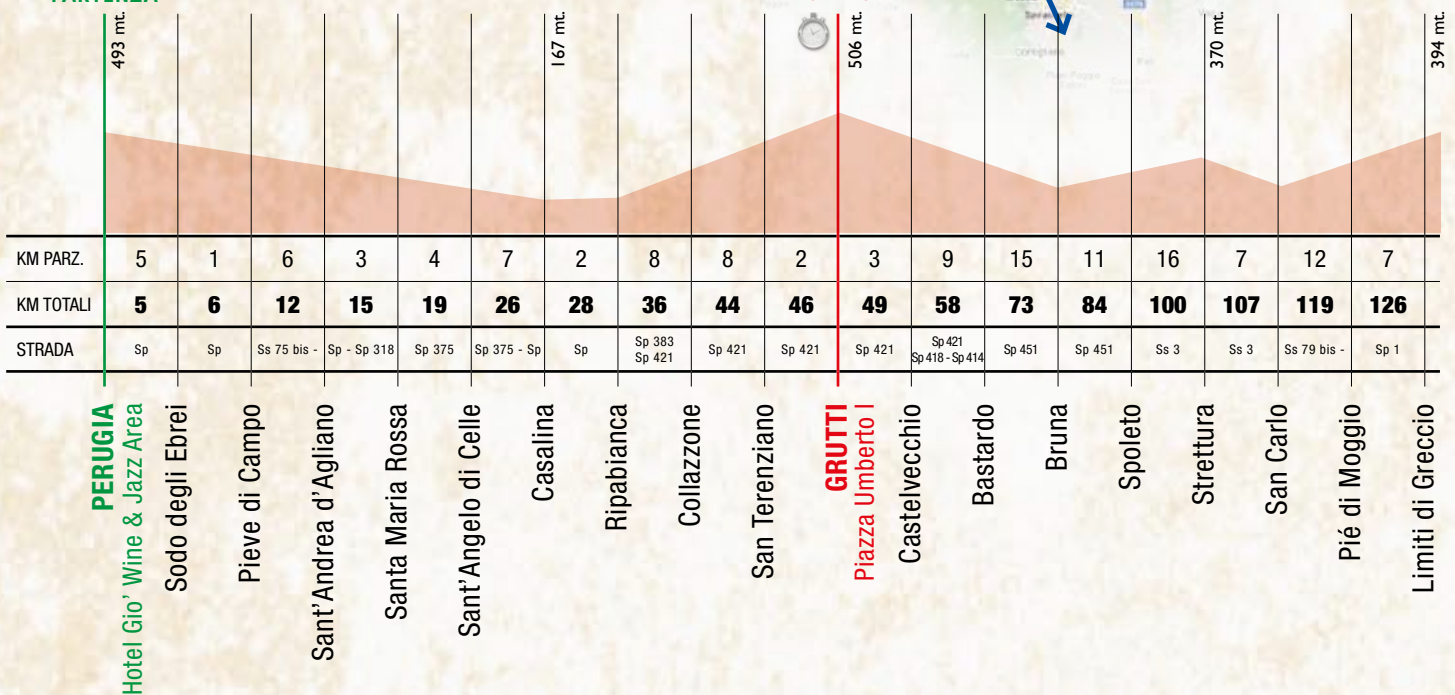 PARTENZA
493 mt.
167 mt.
506 mt.
370 mt.
394 mt.
KM PARZ. 5 1 6 3 4 7 2 8 8 2 3 9 15 11 16 7 12 7
KM TOTALI 5 6 12 15 19 26 28 36 44 46 49 58 73 84 100 107 119 126
STRADA Sp Sp Ss 75 bis - Sp - Sp 318 Sp 375 Sp 375 - Sp Sp Sp 383 Sp 421 Sp 421 Sp 421 Sp 421 Sp 421 Sp 418 - Sp 414 Sp 451 Sp 451 Ss 3 Ss 3 Ss 79 bis - Sp 1
PERUGIA
Hotel Gio' Wine & Jazz Area
Sodo degli Ebrei
Pieve di Campo
Sant'Andrea d'Agliano
Santa Maria Rossa
Sant'Angelo di Celle
Casalina
Ripabianca
Collazzone
San Terenziano
GRUTTI
Piazza Umberto I
Castelvecchio
Bastardo
Bruna
Spoleto
Strettura
San Carlo
Pié di Moggio
Limiti di Greccio